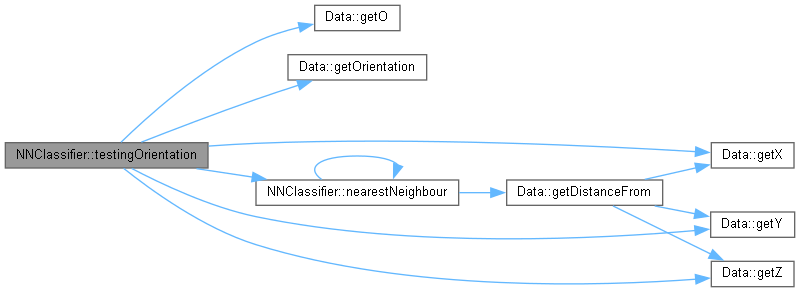 Data::getO
Data::getOrientation
NNClassifier::testingOrientation
Data::getX
NNClassifier::nearestNeighbour
Data::getDistanceFrom
Data::getY
Data::getZ